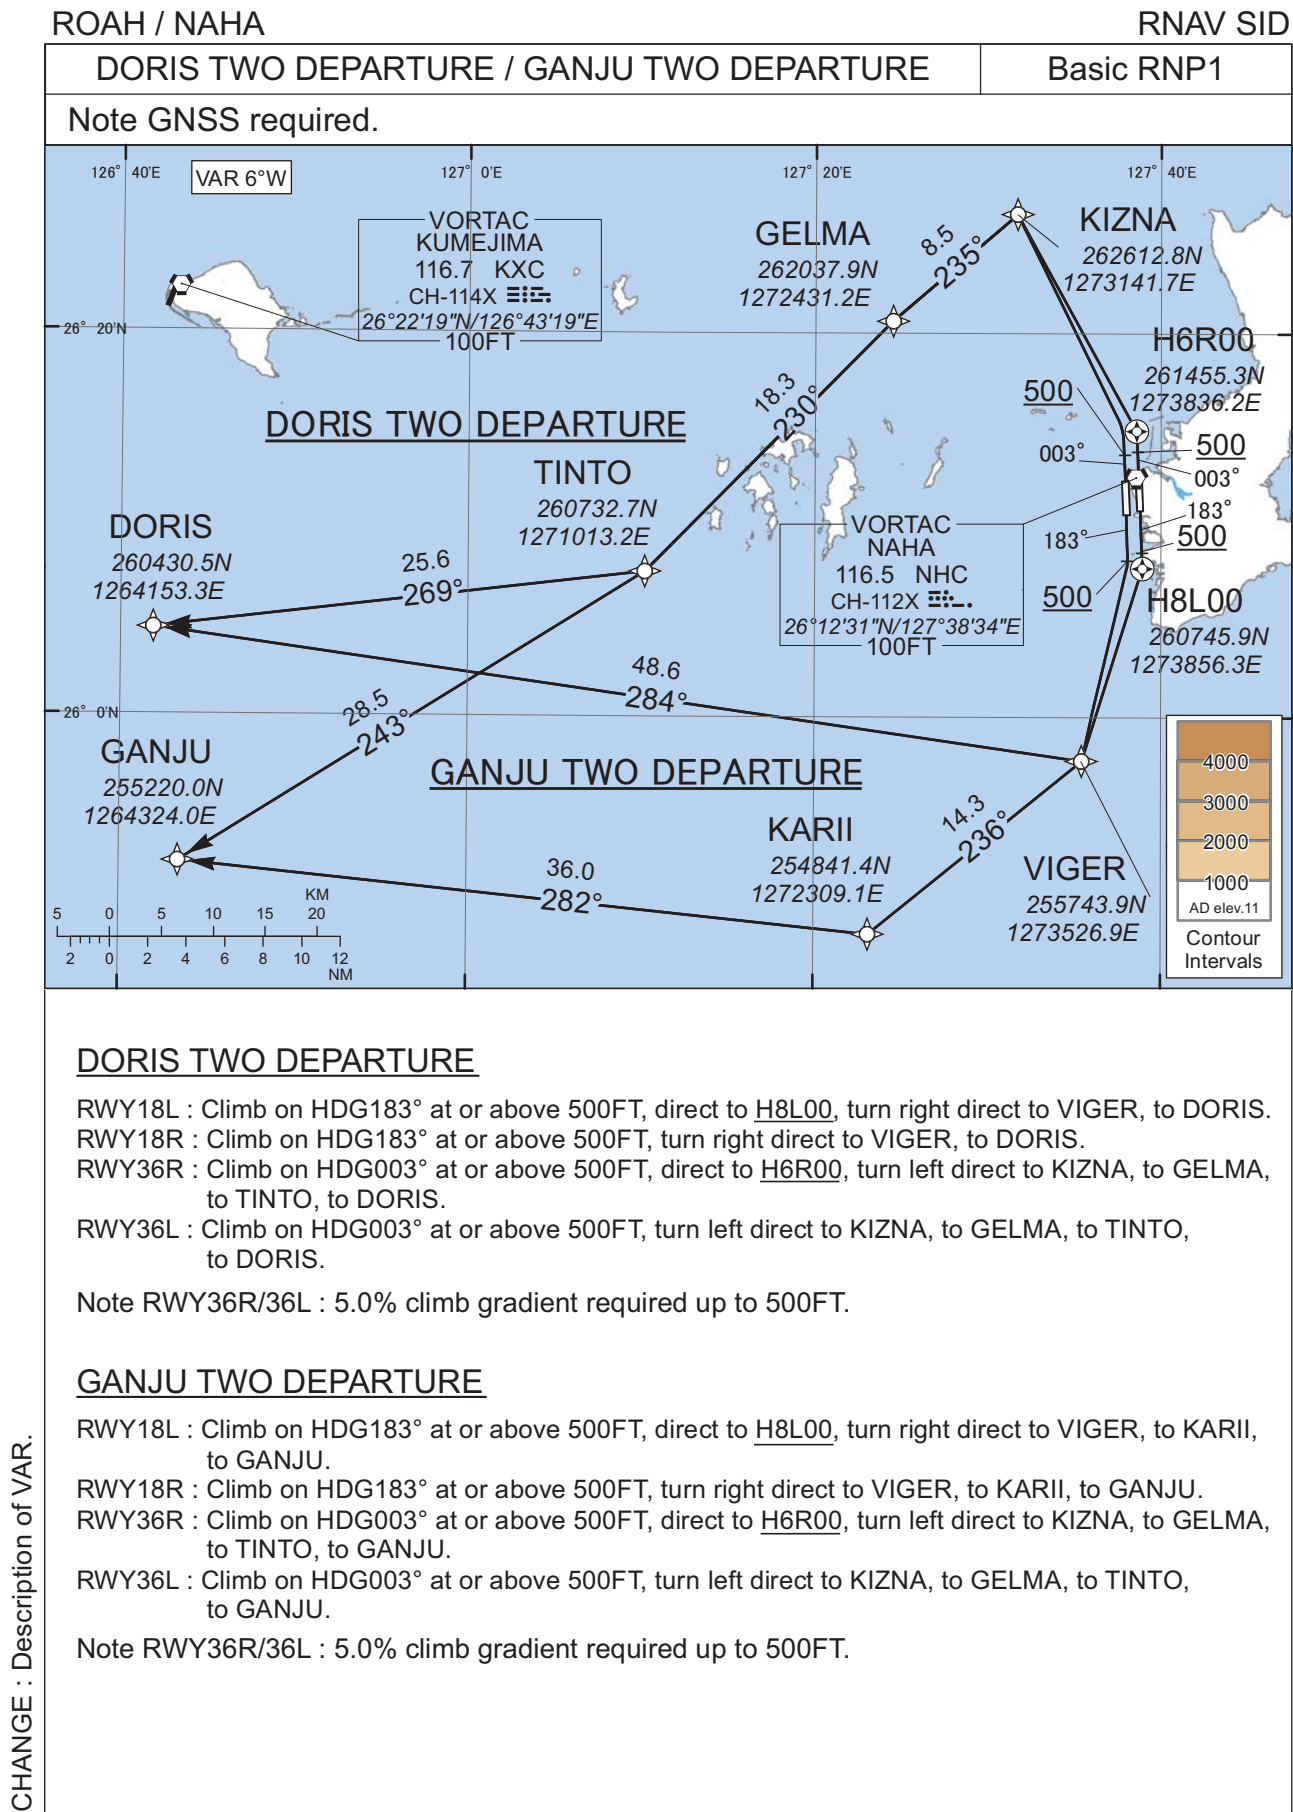 ROAH / NAHA
RNAV SID
DORIS TWO DEPARTURE / GANJU TWO DEPARTURE
Basic RNP1
Note GNSS required.
126° 40'E
VAR 6°W
127° 0'E
127° 20'E
127° 40'E
VORTAC
KUMEJIMA
116.7 KXC
CH-114X
26°22'19"N/126°43'19"E
100FT
GELMA
262037.9N
1272431.2E
8.5
235°
KIZNA
262612.8N
1273141.7E
26° 20'N
H6R00
261455.3N
1273836.2E
18.3
230°
500
500
003°
003°
DORIS TWO DEPARTURE
TINTO
260732.7N
1271013.2E
DORIS
260430.5N
1264153.3E
25.6
269°
VORTAC
NAHA
116.5 NHC
CH-112X
26°12'31"N/127°38'34"E
100FT
183°
183°
500
500
H8L00
260745.9N
1273856.3E
48.6
284°
28.5
243°
26° 0'N
GANJU
255220.0N
1264324.0E
GANJU TWO DEPARTURE
KARII
254841.4N
1272309.1E
14.3
236°
36.0
282°
VIGER
255743.9N
1273526.9E
4000
3000
2000
1000
AD elev.11
Contour
Intervals
KM
5 0 5 10 15 20
2 0 2 4 6 8 10 12
NM
DORIS TWO DEPARTURE
RWY18L : Climb on HDG183° at or above 500FT, direct to H8L00, turn right direct to VIGER, to DORIS.
RWY18R : Climb on HDG183° at or above 500FT, turn right direct to VIGER, to DORIS.
RWY36R : Climb on HDG003° at or above 500FT, direct to H6R00, turn left direct to KIZNA, to GELMA,
to TINTO, to DORIS.
RWY36L : Climb on HDG003° at or above 500FT, turn left direct to KIZNA, to GELMA, to TINTO,
to DORIS.
Note RWY36R/36L : 5.0% climb gradient required up to 500FT.
GANJU TWO DEPARTURE
RWY18L : Climb on HDG183° at or above 500FT, direct to H8L00, turn right direct to VIGER, to KARII,
to GANJU.
RWY18R : Climb on HDG183° at or above 500FT, turn right direct to VIGER, to KARII, to GANJU.
RWY36R : Climb on HDG003° at or above 500FT, direct to H6R00, turn left direct to KIZNA, to GELMA,
to TINTO, to GANJU.
RWY36L : Climb on HDG003° at or above 500FT, turn left direct to KIZNA, to GELMA, to TINTO,
to GANJU.
Note RWY36R/36L : 5.0% climb gradient required up to 500FT.
CHANGE : Description of VAR.